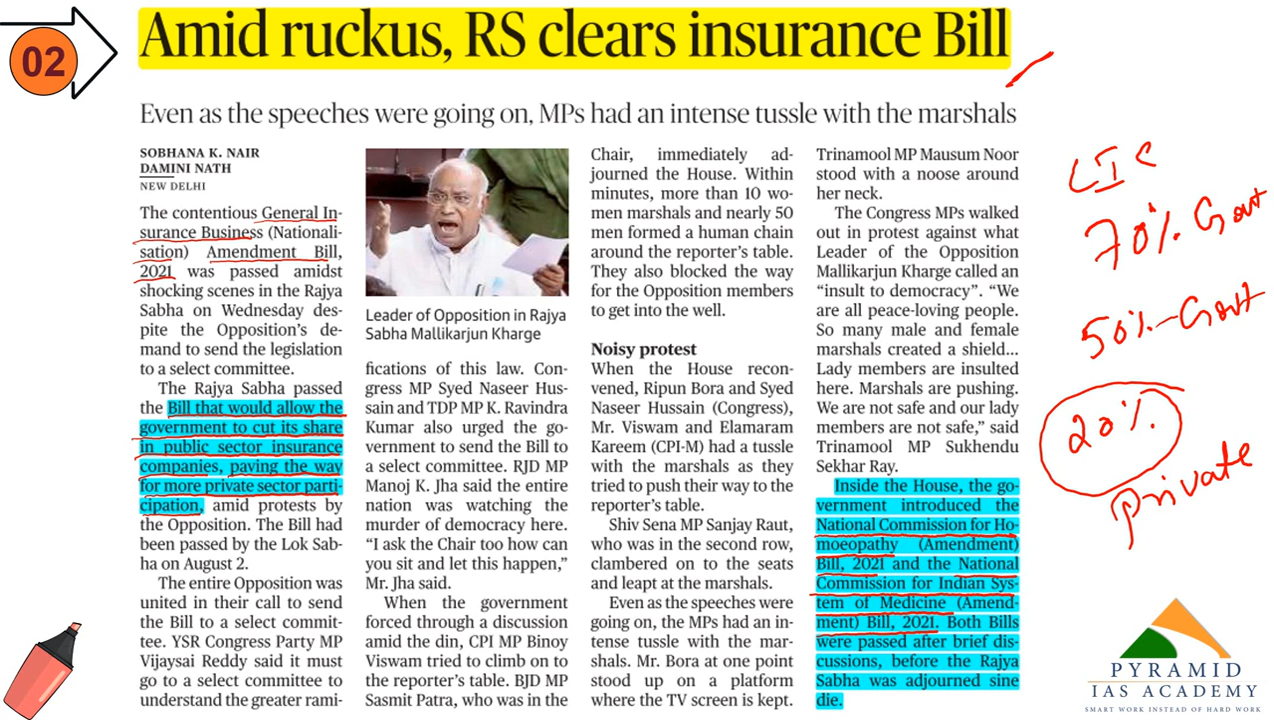 02
Amid ruckus, RS clears insurance Bill
Even as the speeches were going on, MPs had an intense tussle with the marshals
SOBHANA K. NAIR
DAMINI NATH
NEW DELHI
The contentious General In-
surance Business (Nationali-
sation) Amendment Bill,
2021 was passed amidst
shocking scenes in the Rajya
Sabha on Wednesday des-
pite the Opposition's de-
mand to send the legislation
to a select committee.
The Rajya Sabha passed
the Bill that would allow the
government to cut its share
in public sector insurance
companies, paving the way
for more private sector parti-
cipation, amid protests by
the Opposition. The Bill had
been passed by the Lok Sab-
ha on August 2.
The entire Opposition was
united in their call to send
the Bill to a select commit-
tee. YSR Congress Party MP
Vijaysai Reddy said it must
go to a select committee to
understand the greater rami-
Leader of Opposition in Rajya
Sabha Mallikarjun Kharge
fications of this law. Con-
gress MP Syed Naseer Hus-
sain and TDP MP K. Ravindra
Kumar also urged the go-
vernment to send the Bill to
a select committee. RJD MP
Manoj K. Jha said the entire
nation was watching the
murder of democracy here.
“I ask the Chair too how can
you sit and let this happen,”
Mr. Jha said.
When the government
forced through a discussion
amid the din, CPI MP Binoy
Viswam tried to climb on to
the reporter's table. BJD MP
Sasmit Patra, who was in the
Chair, immediately ad-
journed the House. Within
minutes, more than 10 wo-
men marshals and nearly 50
men formed a human chain
around the reporter's table.
They also blocked the way
for the Opposition members
to get into the well.
Noisy protest
When the House recon-
vened, Ripun Bora and Syed
Naseer Hussain (Congress),
Mr. Viswam and Elamaram
Kareem (CPI-M) had a tussle
with the marshals as they
tried to push their way to the
reporter's table.
Shiv Sena MP Sanjay Raut,
who was in the second row,
clambered on to the seats
and leapt at the marshals.
Even as the speeches were
going on, the MPs had an in-
tense tussle with the mar-
shals. Mr. Bora at one point
stood up on a platform
where the TV screen is kept.
Trinamool MP Mausum Noor
stood with a noose around
her neck.
The Congress MPs walked
out in protest against what
Leader of the Opposition
Mallikarjun Kharge called an
“insult to democracy”. “We
are all peace-loving people.
So many male and female
marshals created a shield...
Lady members are insulted
here. Marshals are pushing.
We are not safe and our lady
members are not safe,” said
Trinamool MP Sukhendu
Sekhar Ray.
Inside the House, the go-
vernment introduced the
National Commission for Ho-
moeopathy (Amendment)
Bill, 2021 and the National
Commission for Indian Sys-
tem of Medicine (Amend-
ment) Bill, 2021. Both Bills
were passed after brief dis-
cussions, before the Rajya
Sabha was adjourned sine
die.
LIC
70% Govt
50%-Govt
20%
private
PYRAMID
IAS ACADEMY
SMART WORK INSTEAD OF HARD WORK